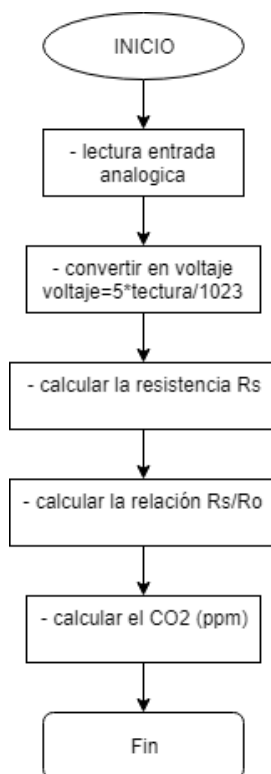 INICIO
- lectura entrada
analogica
- convertir en voltaje
voltaje=5*tectura/1023
- calcular la resistencia Rs
- calcular la relación Rs/Ro
- calcular el CO2 (ppm)
Fin